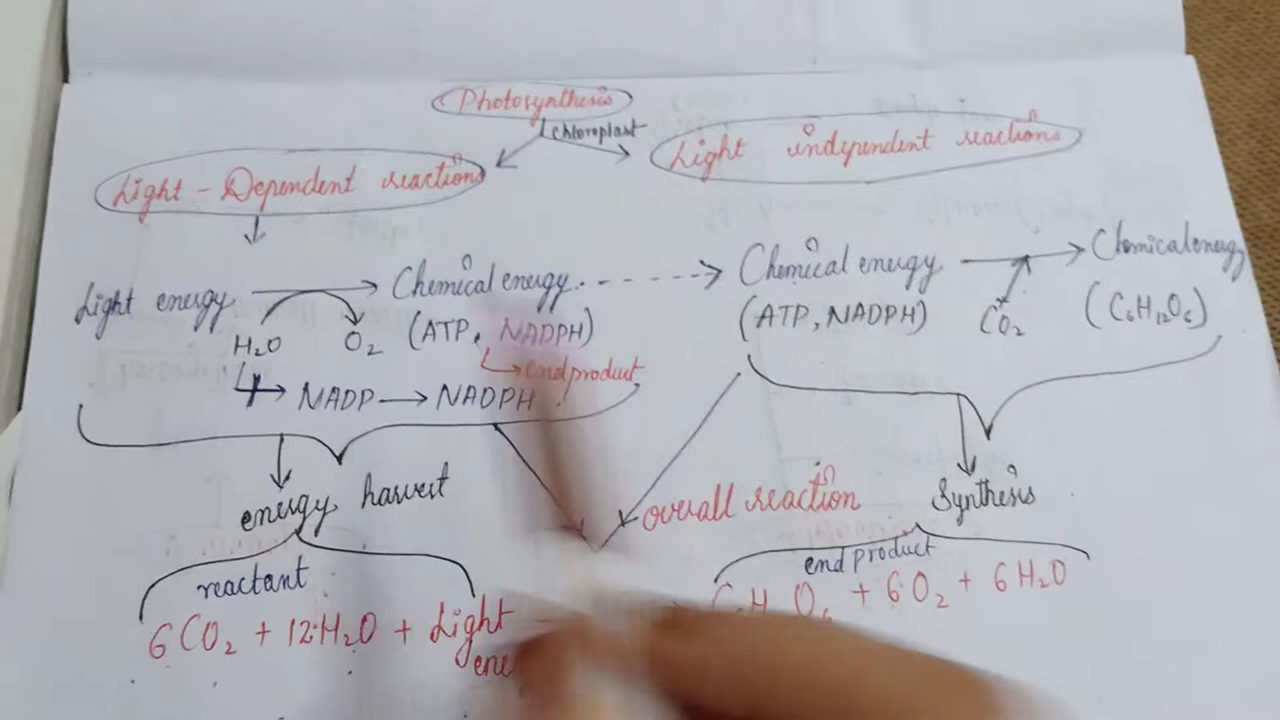 Photosynthesis
chloroplast
Light - Dependent reactions
Light independent reactions
Light energy → Chemical energy ----→ Chemical energy → Chemical energy
H₂O O₂ (ATP, NADPH) (ATP, NADPH) CO₂ (C₆H₁₂O₆)
end product
NADP → NADPH
energy harvest
overall reaction
Synthesis
reactant
end product
6CO₂ + 12H₂O + Light
O₆ + 6O₂ + 6H₂O